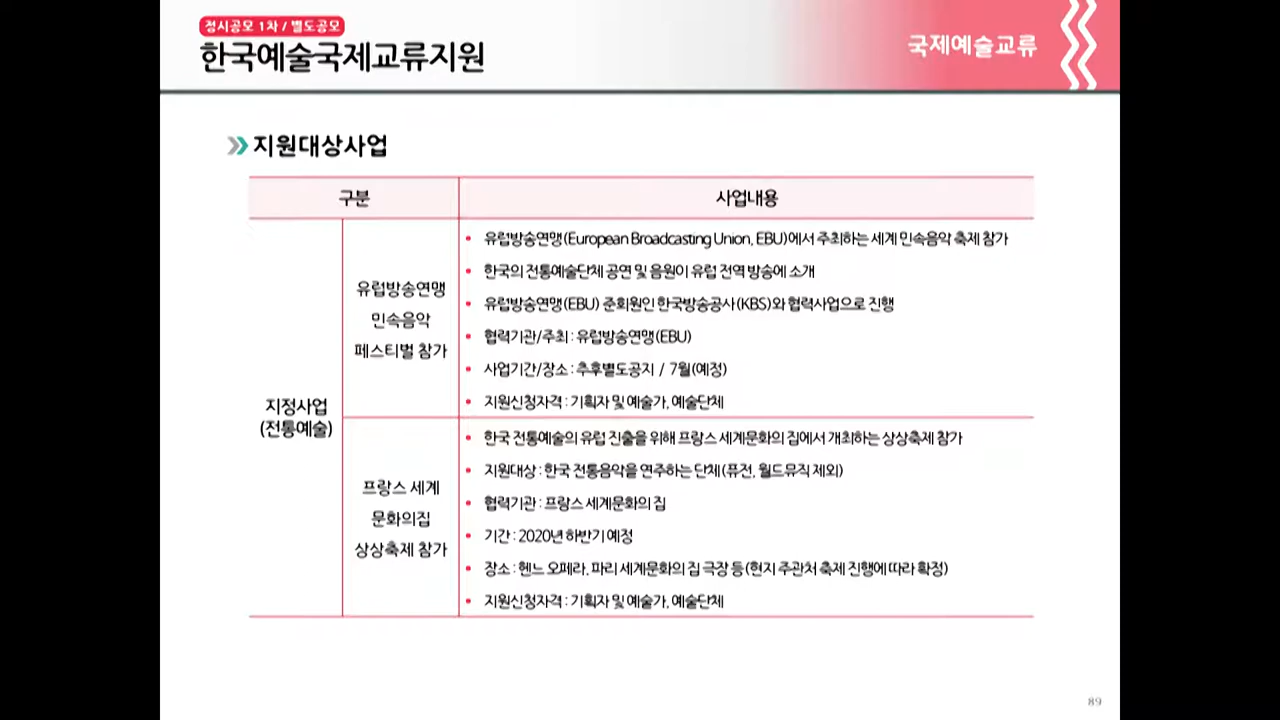 정시공모 1차 / 별도공모
한국예술국제교류지원
국제예술교류
지원대상사업
구분
사업내용
지정사업
(전통예술)
유럽방송연맹
민속음악
페스티벌 참가
• 유럽방송연맹(European Broadcasting Union, EBU)에서 주최하는 세계 민속음악 축제 참가
• 한국의 전통예술단체 공연 및 음원이 유럽 전역 방송에 소개
• 유럽방송연맹(EBU) 준회원인 한국방송공사(KBS)와 협력사업으로 진행
• 협력기관/주최 : 유럽방송연맹(EBU)
• 사업기간/장소 : 추후별도공지 / 7월(예정)
• 지원신청자격 : 기획자 및 예술가, 예술단체
프랑스 세계
문화의집
상상축제 참가
• 한국 전통예술의 유럽 진출을 위해 프랑스 세계문화의 집에서 개최하는 상상축제 참가
• 지원대상 : 한국 전통음악을 연주하는 단체(퓨전, 월드뮤직 제외)
• 협력기관 : 프랑스 세계문화의 집
• 기간 : 2020년 하반기 예정
• 장소 : 헨느 오페라, 파리 세계문화의 집 극장 등(현지 주관처 축제 진행에 따라 확정)
• 지원신청자격 : 기획자 및 예술가, 예술단체
89